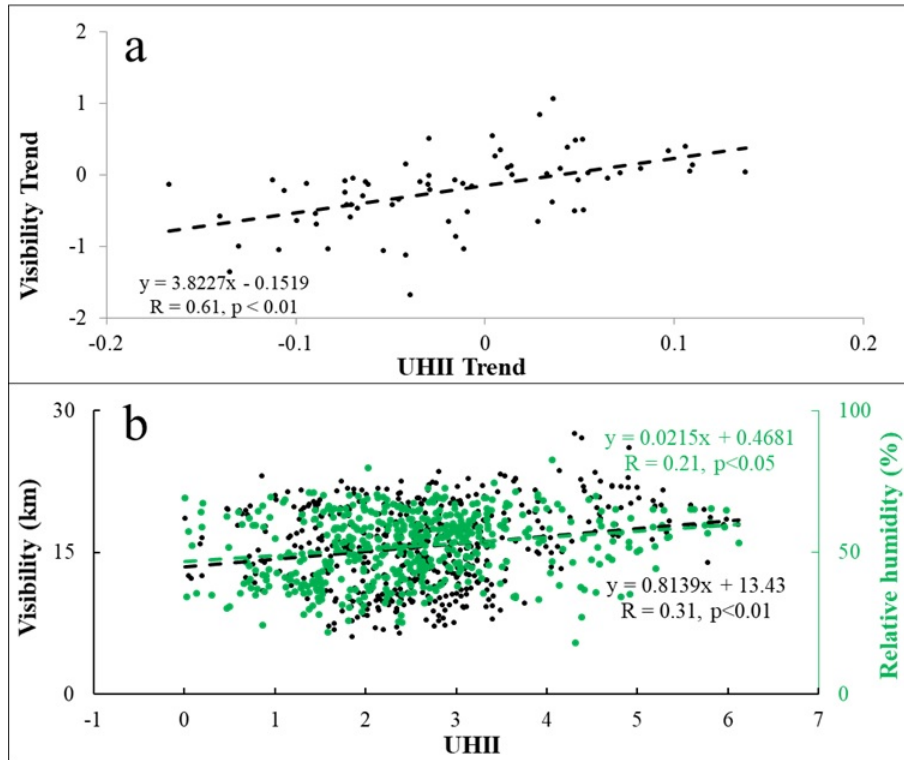 a
Visibility Trend
2
1
0
-1
-2
y = 3.8227x - 0.1519
R = 0.61, p < 0.01
-0.2
-0.1
0
0.1
0.2
UHII Trend
b
Visibility (km)
30
15
0
y = 0.0215x + 0.4681
R = 0.21, p<0.05
y = 0.8139x + 13.43
R = 0.31, p<0.01
100
50
0
Relative humidity (%)
-1
0
1
2
3
4
5
6
7
UHII